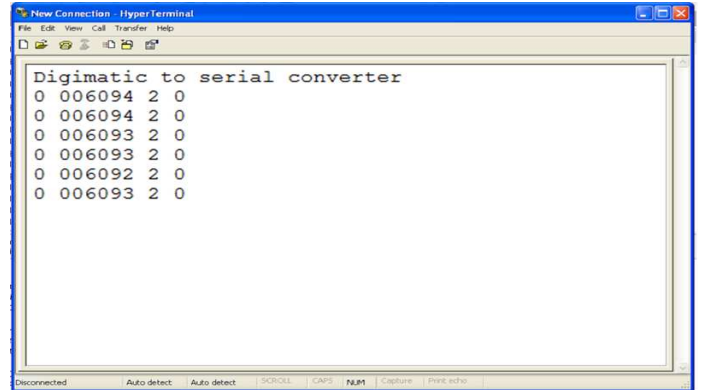 New Connection - HyperTerminal
File Edit View Call Transfer Help
Digimatic to serial converter
0 006094 2 0
0 006094 2 0
0 006093 2 0
0 006093 2 0
0 006092 2 0
0 006093 2 0
Disconnected Auto detect Auto detect SCROLL CAPS NUM Capture Print echo